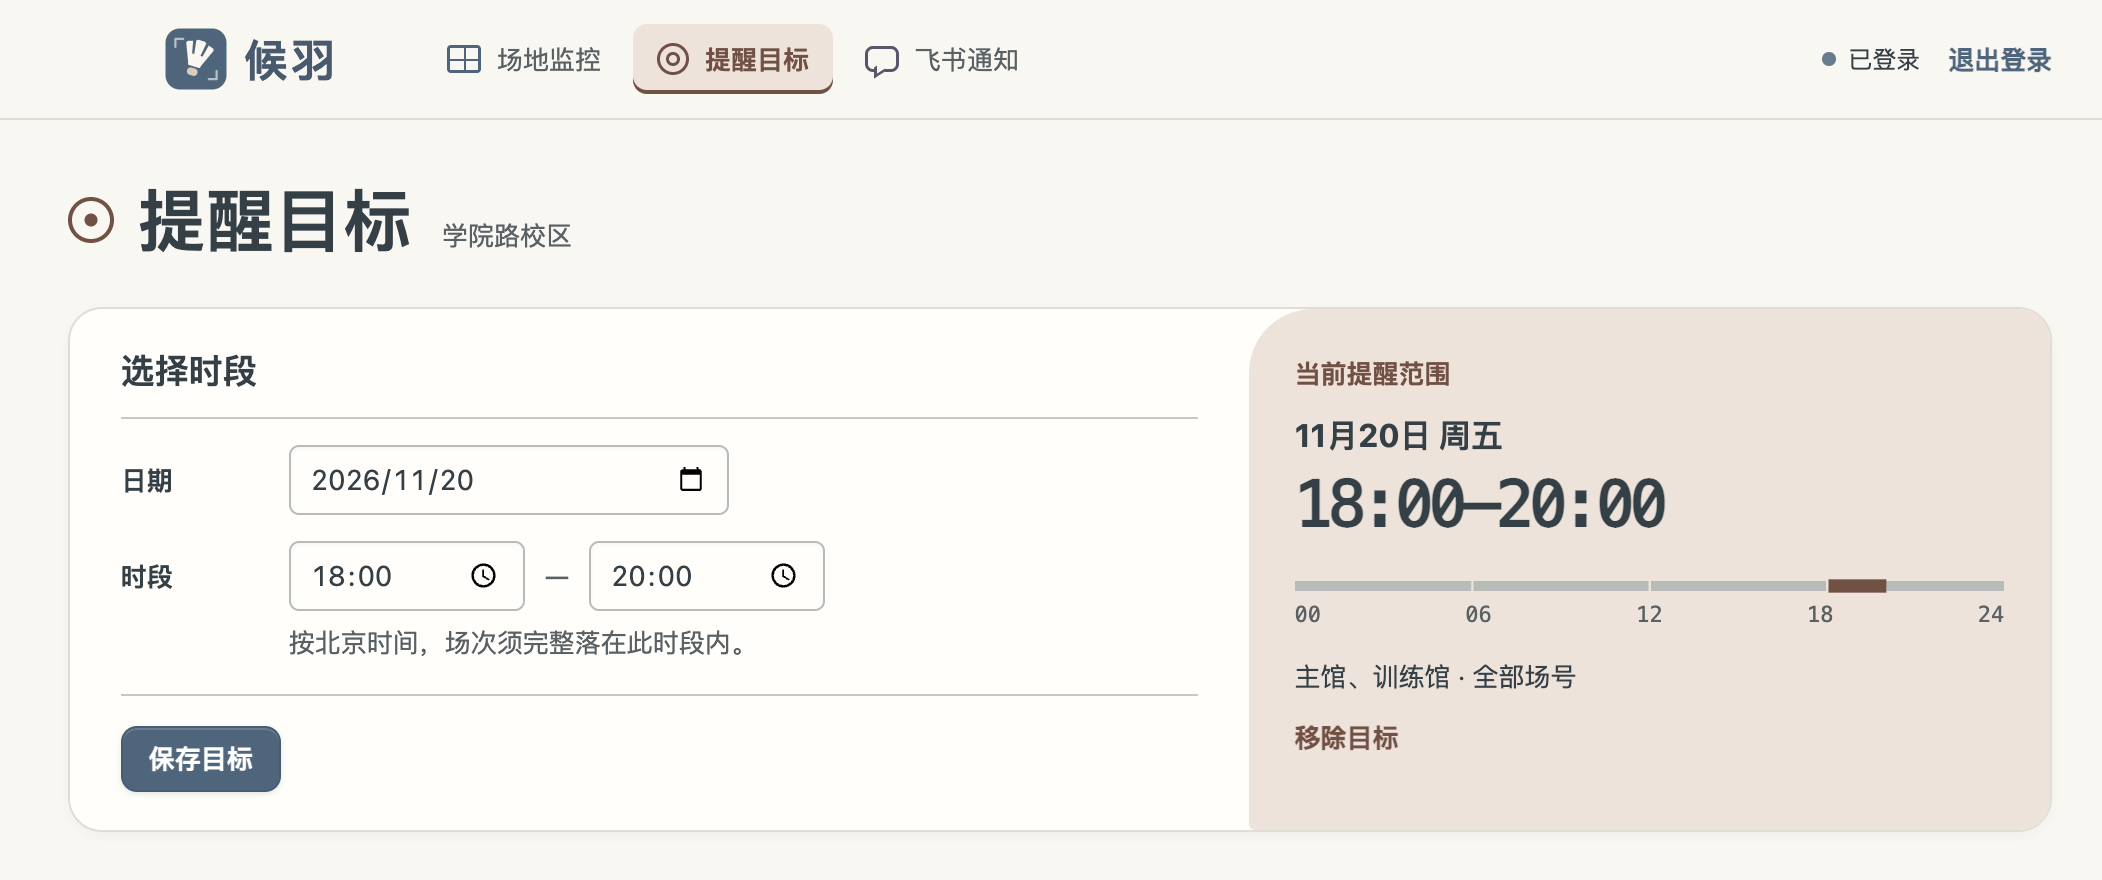 候羽
场地监控
提醒目标
飞书通知
已登录
退出登录
提醒目标 学院路校区
选择时段
日期 2026/11/20
时段 18:00 — 20:00
按北京时间，场次须完整落在此时段内。
保存目标
当前提醒范围
11月20日 周五
18:00—20:00
00 06 12 18 24
主馆、训练馆 · 全部场号
移除目标